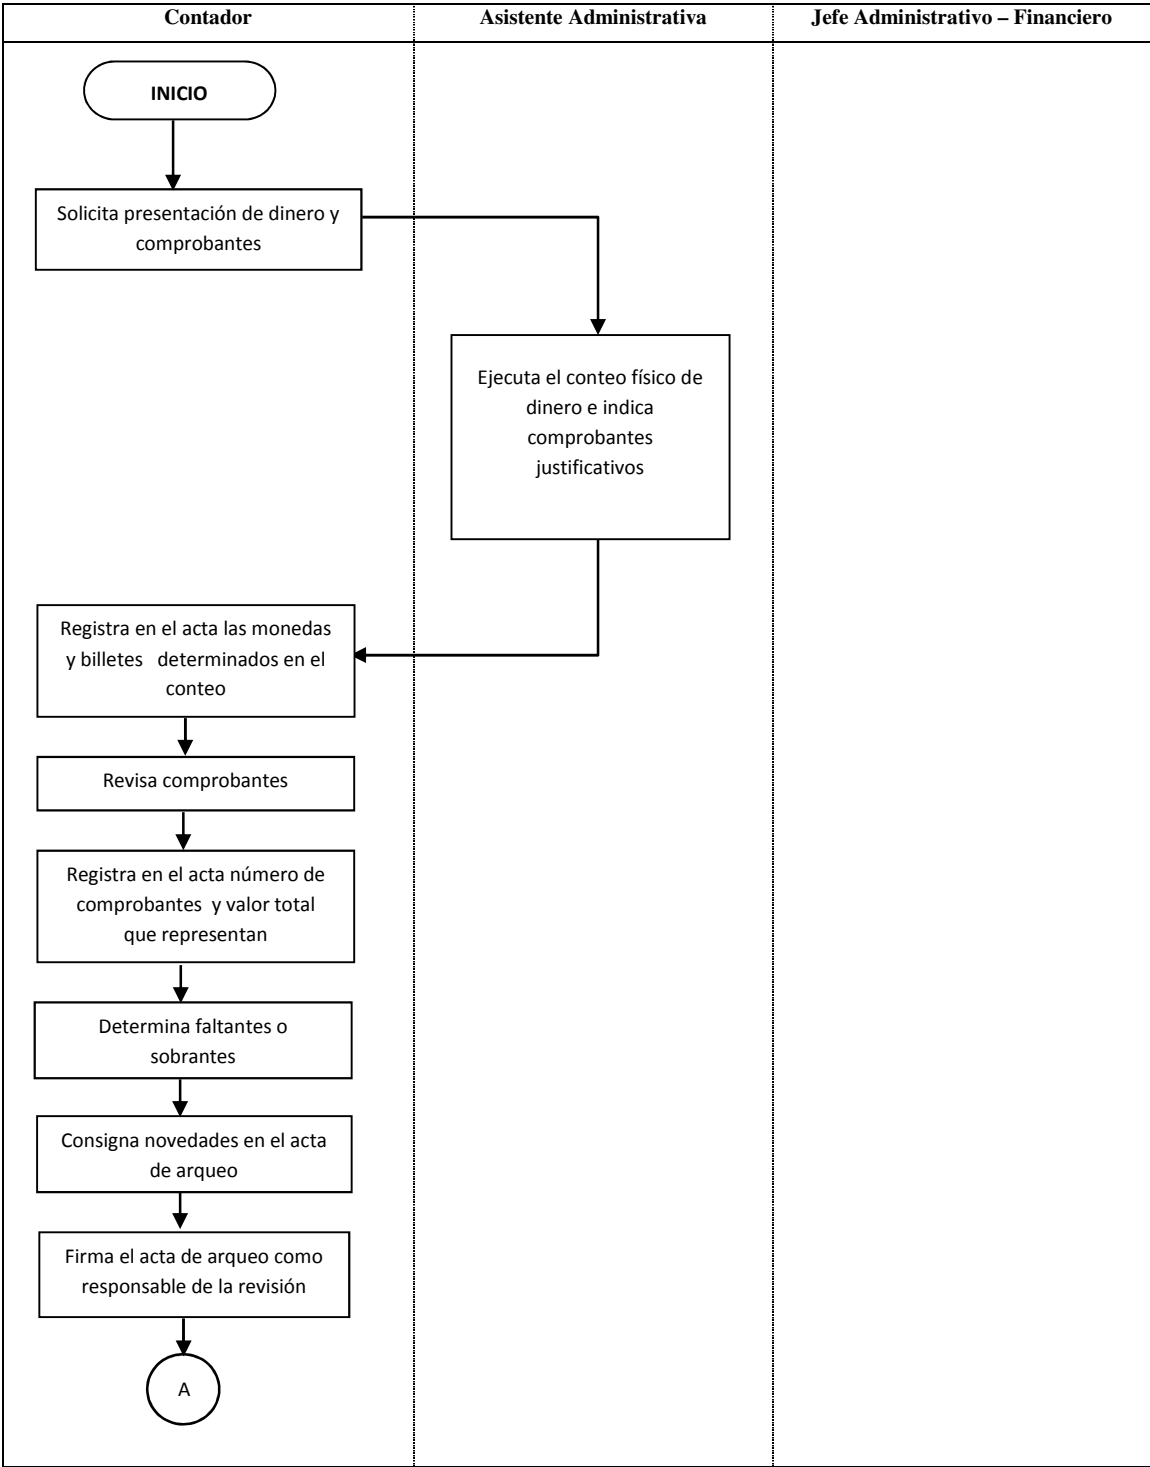 Contador
Asistente Administrativa
Jefe Administrativo – Financiero
INICIO
Solicita presentación de dinero y
comprobantes
Ejecuta el conteo físico de
dinero e indica
comprobantes
justificativos
Registra en el acta las monedas
y billetes determinados en el
conteo
Revisa comprobantes
Registra en el acta número de
comprobantes y valor total
que representan
Determina faltantes o
sobrantes
Consigna novedades en el acta
de arqueo
Firma el acta de arqueo como
responsable de la revisión
A